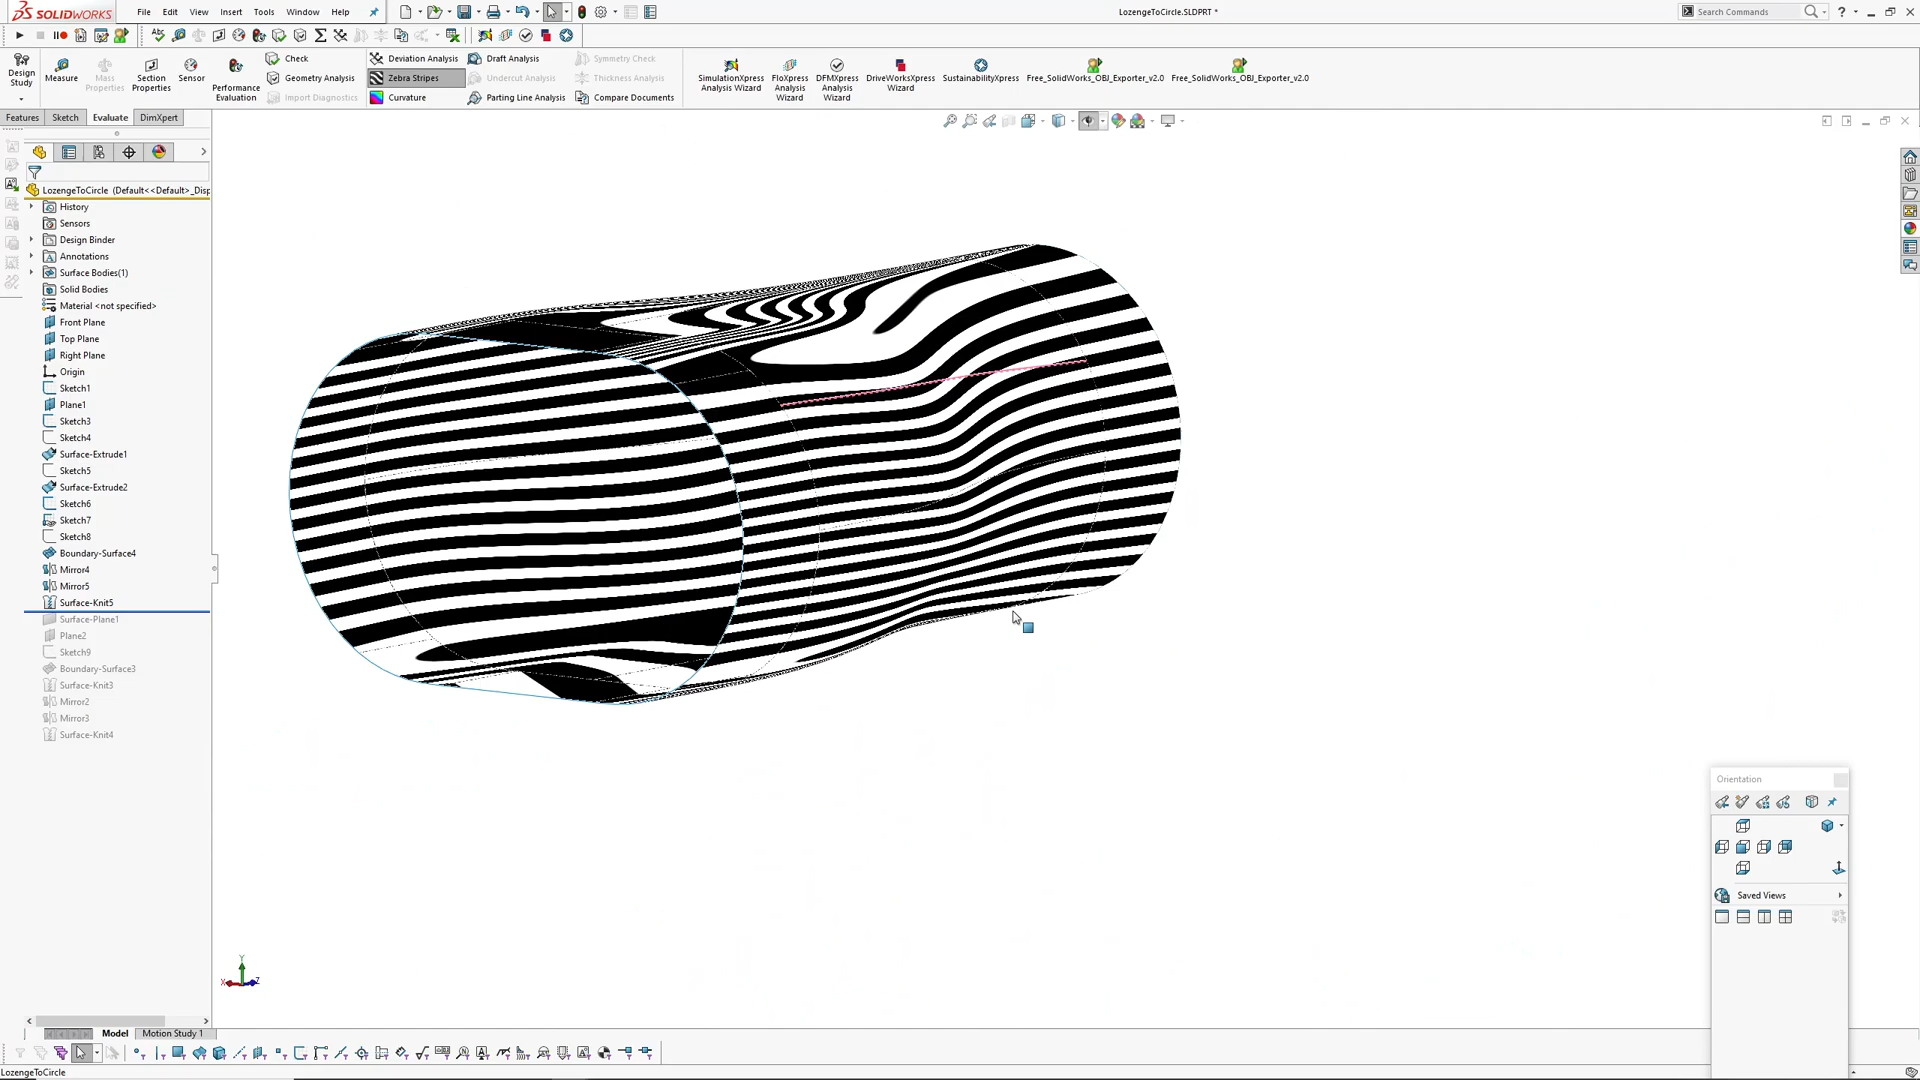 SOLIDWORKS File Edit View Insert Tools Window Help LozengeToCircle.SLDPRT * Search Commands
Design Study
Measure
Mass Properties
Section Properties
Sensor
Performance Evaluation
Check
Geometry Analysis
Import Diagnostics
Deviation Analysis
Zebra Stripes
Curvature
Draft Analysis
Undercut Analysis
Parting Line Analysis
Symmetry Check
Thickness Analysis
Compare Documents
SimulationXpress Analysis Wizard
FloXpress Analysis Wizard
DFMXpress Analysis Wizard
DriveWorksXpress Wizard
SustainabilityXpress
Free_SolidWorks_OBJ_Exporter_v2.0
Free_SolidWorks_OBJ_Exporter_v2.0
Features Sketch Evaluate DimXpert
LozengeToCircle (Default<<Default>_Disp
History
Sensors
Design Binder
Annotations
Surface Bodies(1)
Solid Bodies
Material <not specified>
Front Plane
Top Plane
Right Plane
Origin
Sketch1
Plane1
Sketch3
Sketch4
Surface-Extrude1
Sketch5
Surface-Extrude2
Sketch6
Sketch7
Sketch8
Boundary-Surface4
Mirror4
Mirror5
Surface-Knit5
Surface-Plane1
Plane2
Sketch9
Boundary-Surface3
Surface-Knit3
Mirror2
Mirror3
Surface-Knit4
Orientation
Saved Views
Y
X Z
Model Motion Study 1
LozengeToCircle